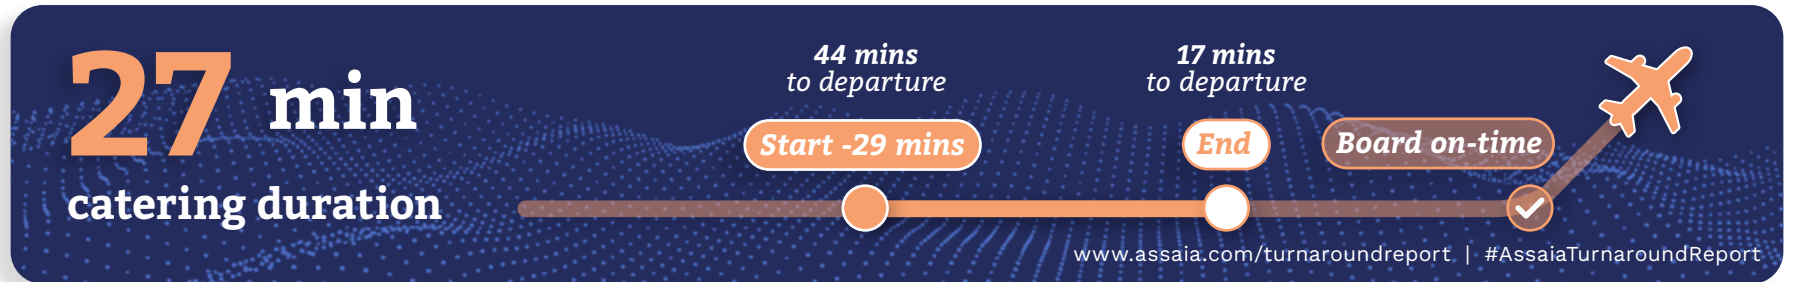 27 min
catering duration
44 mins
to departure
Start -29 mins
17 mins
to departure
End
Board on-time
www.assaia.com/turnaroundreport | #AssaiaTurnaroundReport